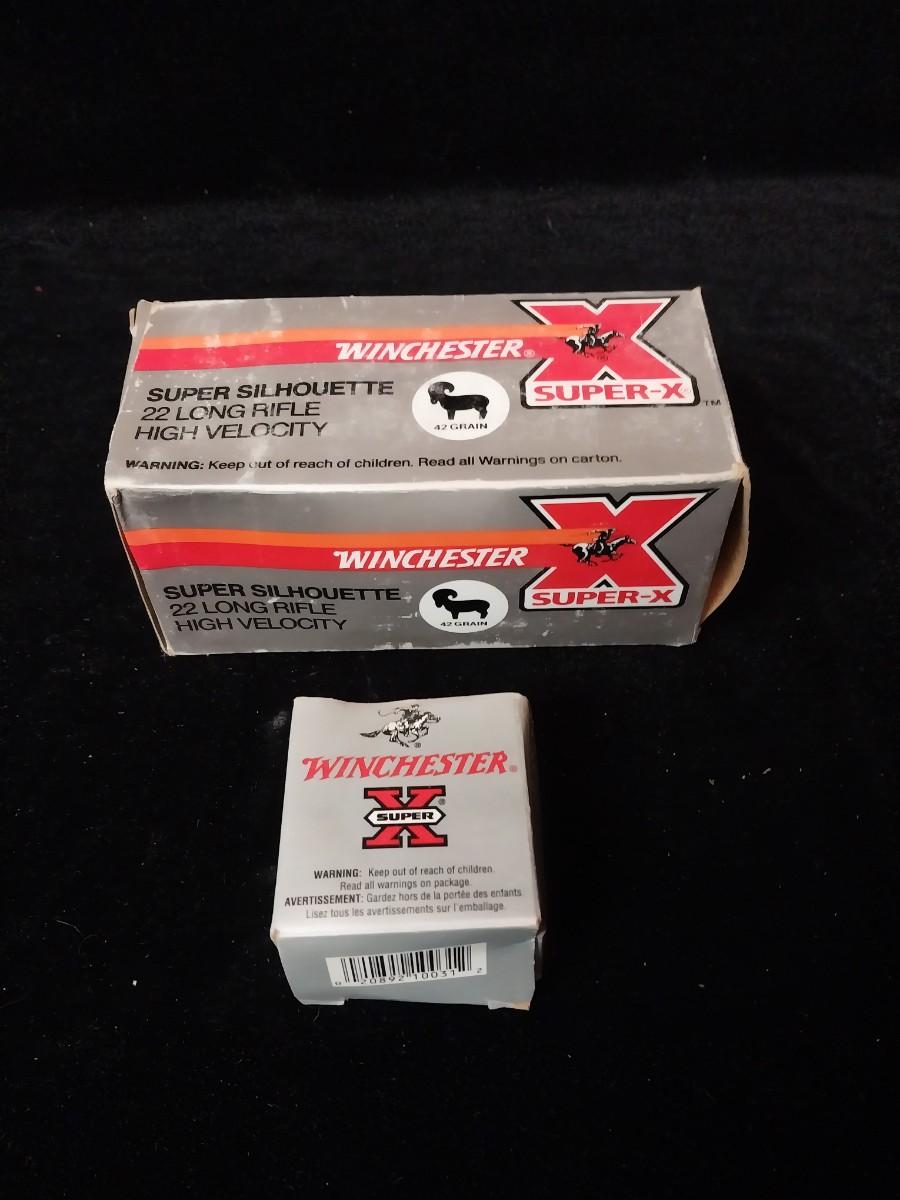 WINCHESTER®
SUPER-X
TM
SUPER SILHOUETTE
22 LONG RIFLE
HIGH VELOCITY
42 GRAIN
WARNING: Keep out of reach of children. Read all Warnings on carton.
WINCHESTER
SUPER-X
SUPER SILHOUETTE
22 LONG RIFLE
HIGH VELOCITY
42 GRAIN
®
WINCHESTER®
X ®
SUPER
WARNING: Keep out of reach of children.
Read all warnings on package.
AVERTISSEMENT: Gardez hors de la portée des enfants.
Lisez tous les avertissements sur l'emballage.
0 20892 10031 2